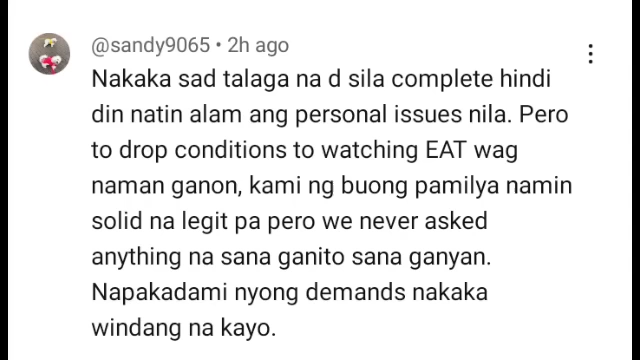 @sandy9065 • 2h ago
Nakaka sad talaga na d sila complete hindi
din natin alam ang personal issues nila. Pero
to drop conditions to watching EAT wag
naman ganon, kami ng buong pamilya namin
solid na legit pa pero we never asked
anything na sana ganito sana ganyan.
Napakadami nyong demands nakaka
windang na kayo.